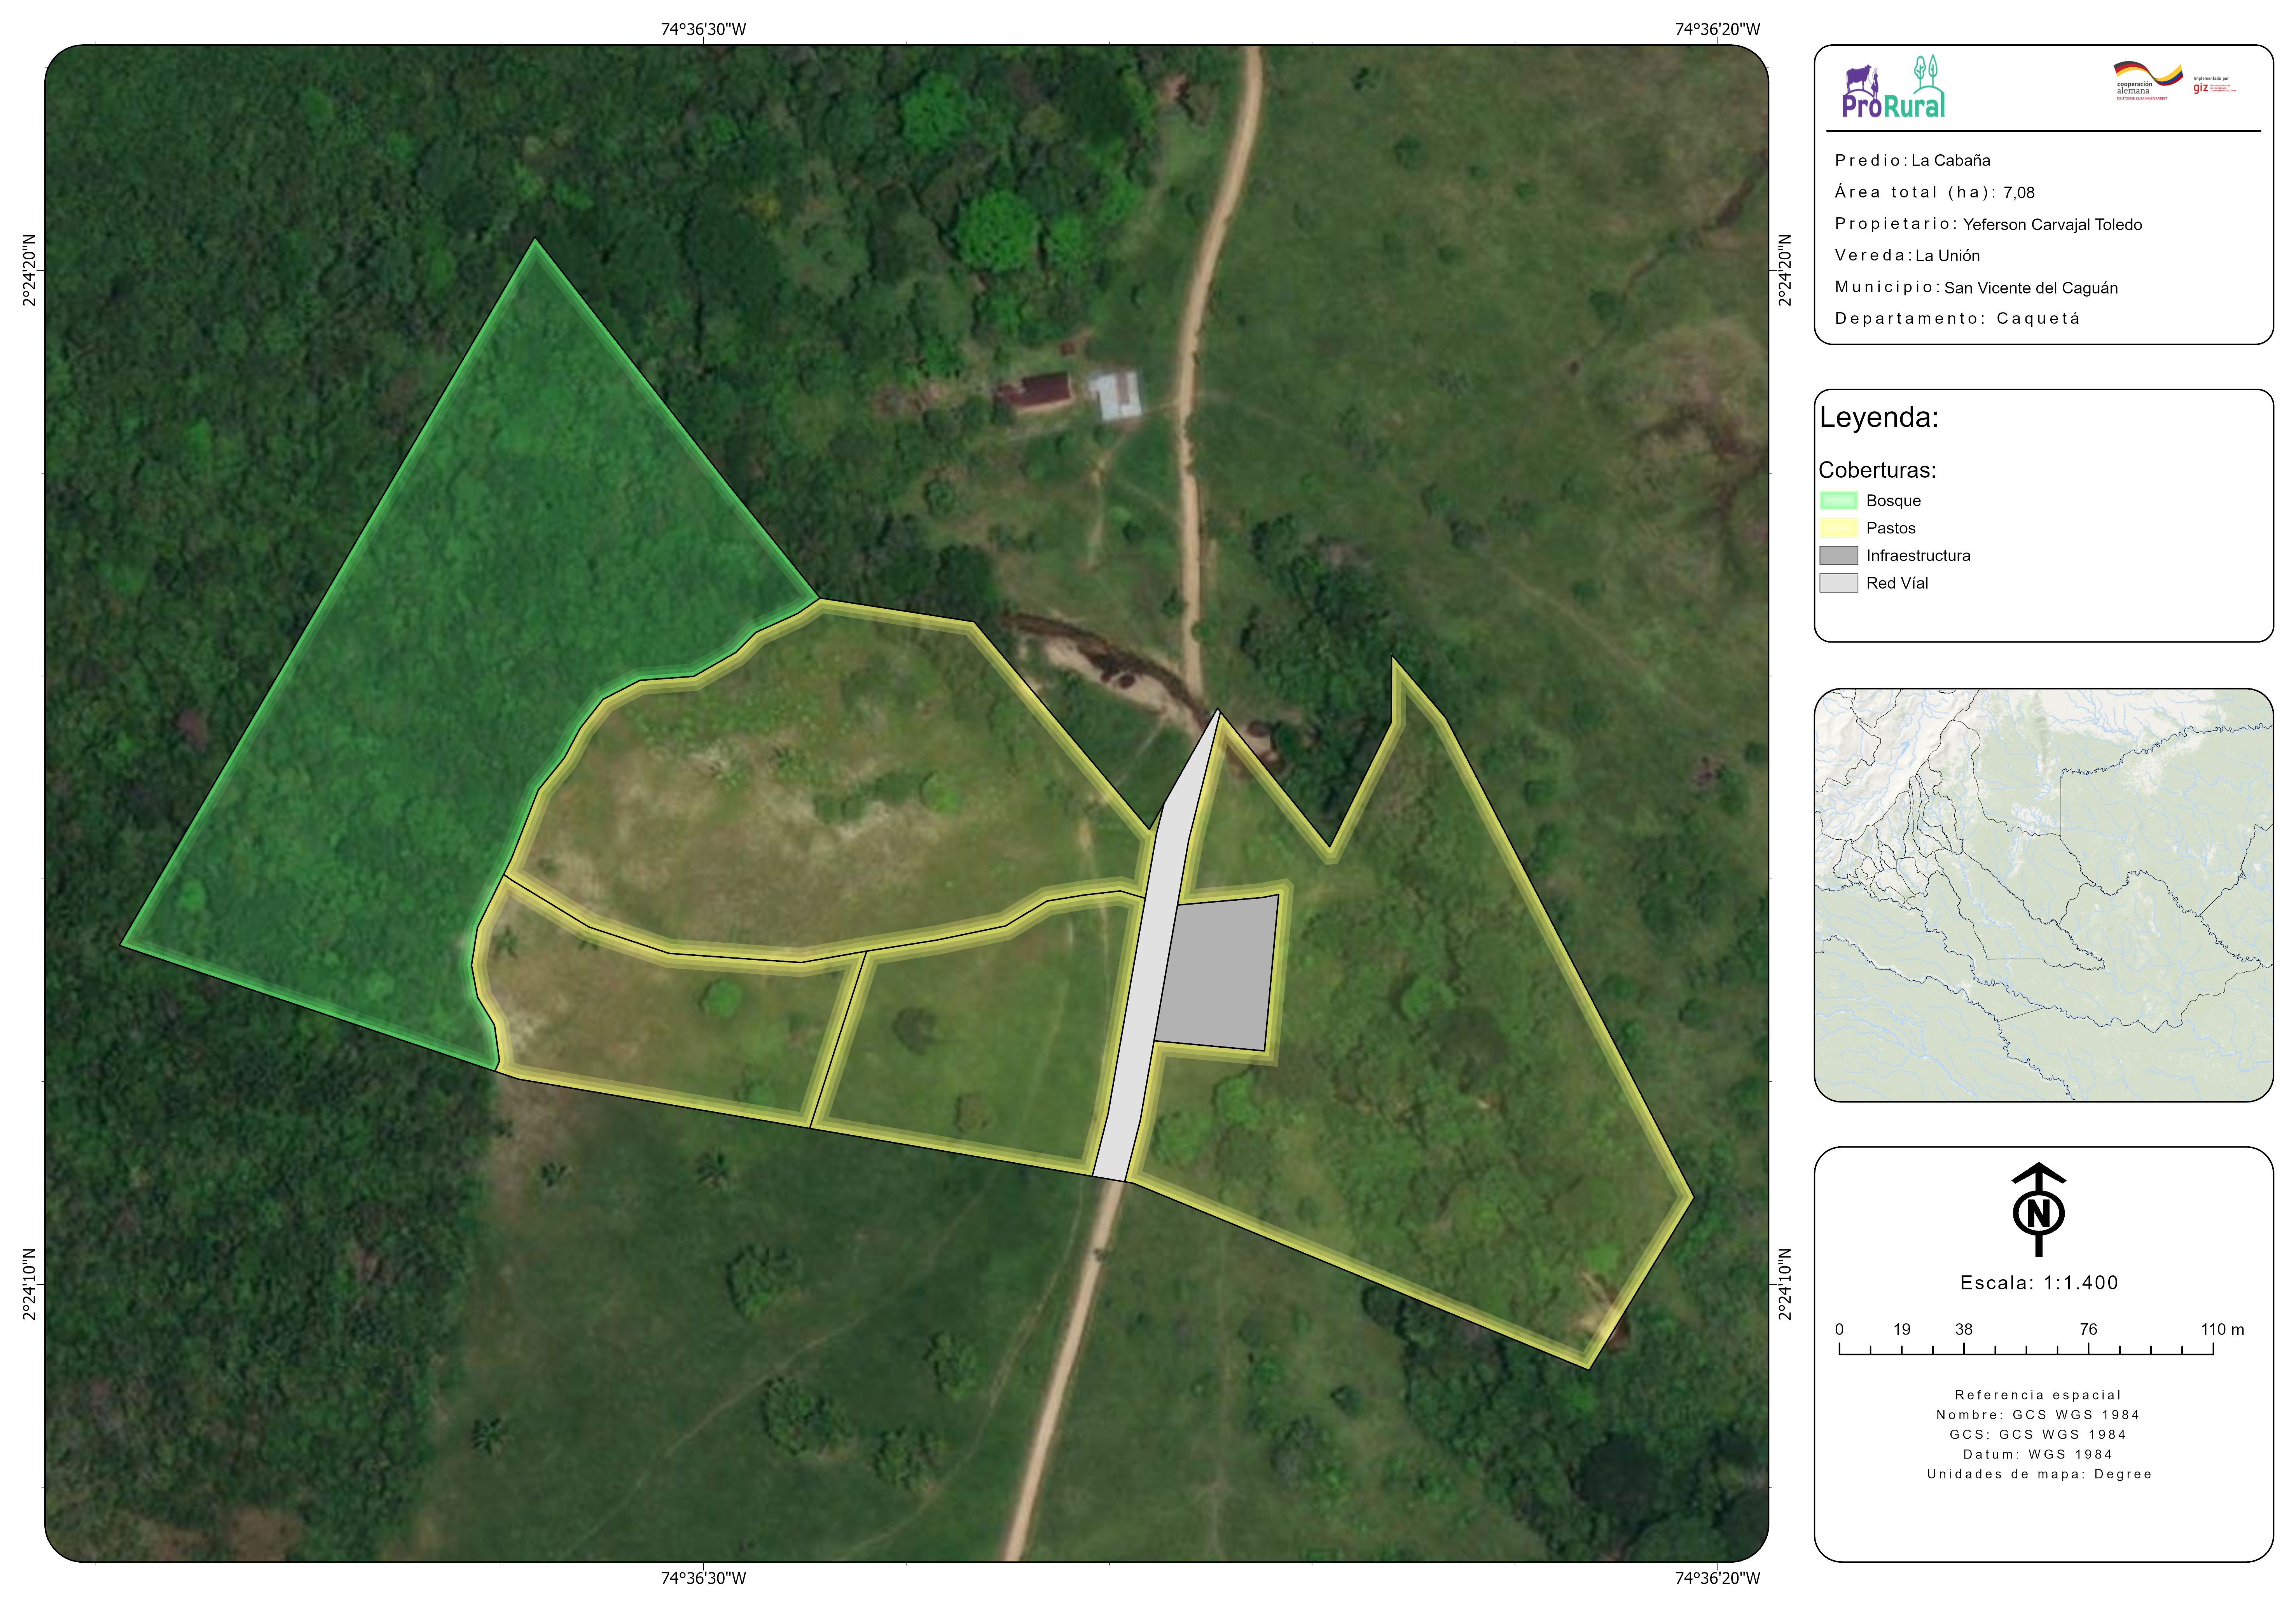 74°36'30"W
74°36'20"W
2°24'20"N
2°24'20"N
2°24'10"N
2°24'10"N
74°36'30"W
74°36'20"W
ProRural
cooperación
alemana
DEUTSCHE ZUSAMMENARBEIT
Implementada por
giz
Predio: La Cabaña
Área total (ha): 7,08
Propietario: Yeferson Carvajal Toledo
Vereda: La Unión
Municipio: San Vicente del Caguán
Departamento: Caquetá
Leyenda:
Coberturas:
Bosque
Pastos
Infraestructura
Red Víal
N
Escala: 1:1.400
0 19 38 76 110 m
Referencia espacial
Nombre: GCS WGS 1984
GCS: GCS WGS 1984
Datum: WGS 1984
Unidades de mapa: Degree